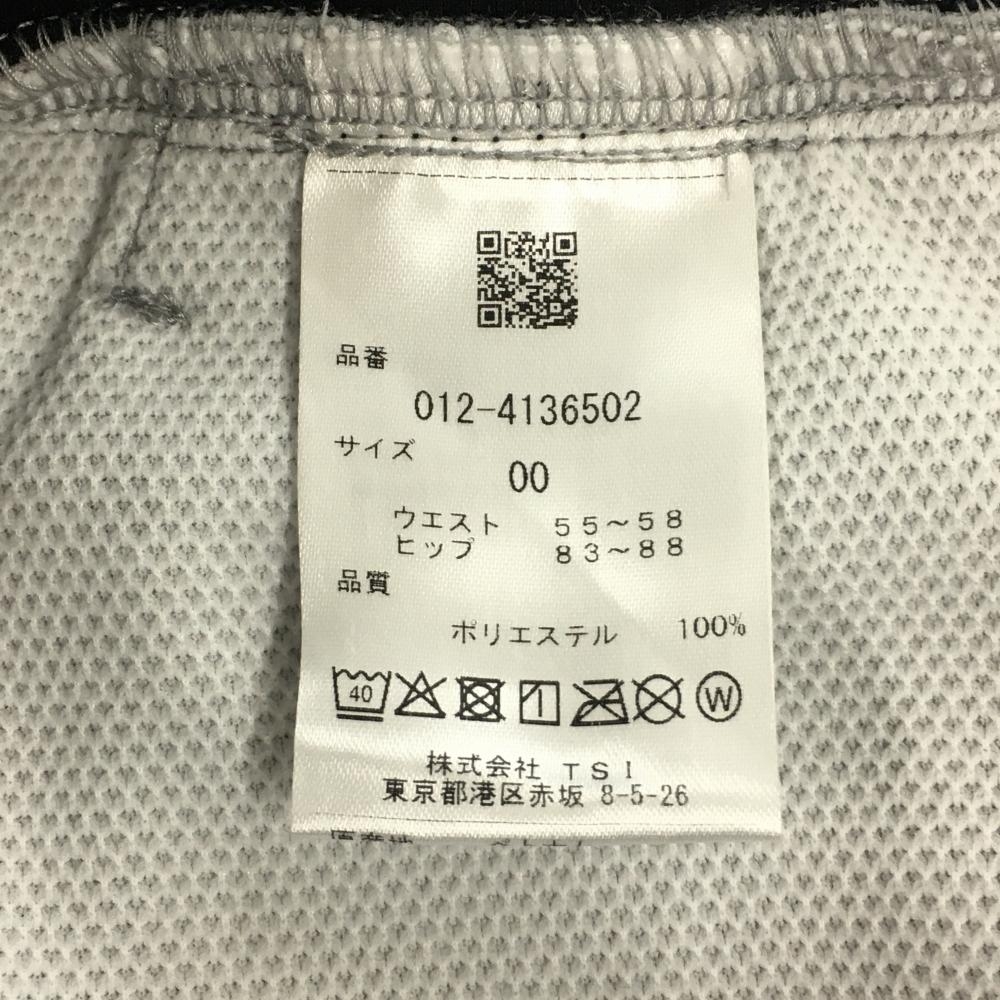 品番
012-4136502
サイズ
00
ウエスト 55〜58
ヒップ 83〜88
品質
ポリエステル 100%
40 W
株式会社 TSI
東京都港区赤坂 8-5-26